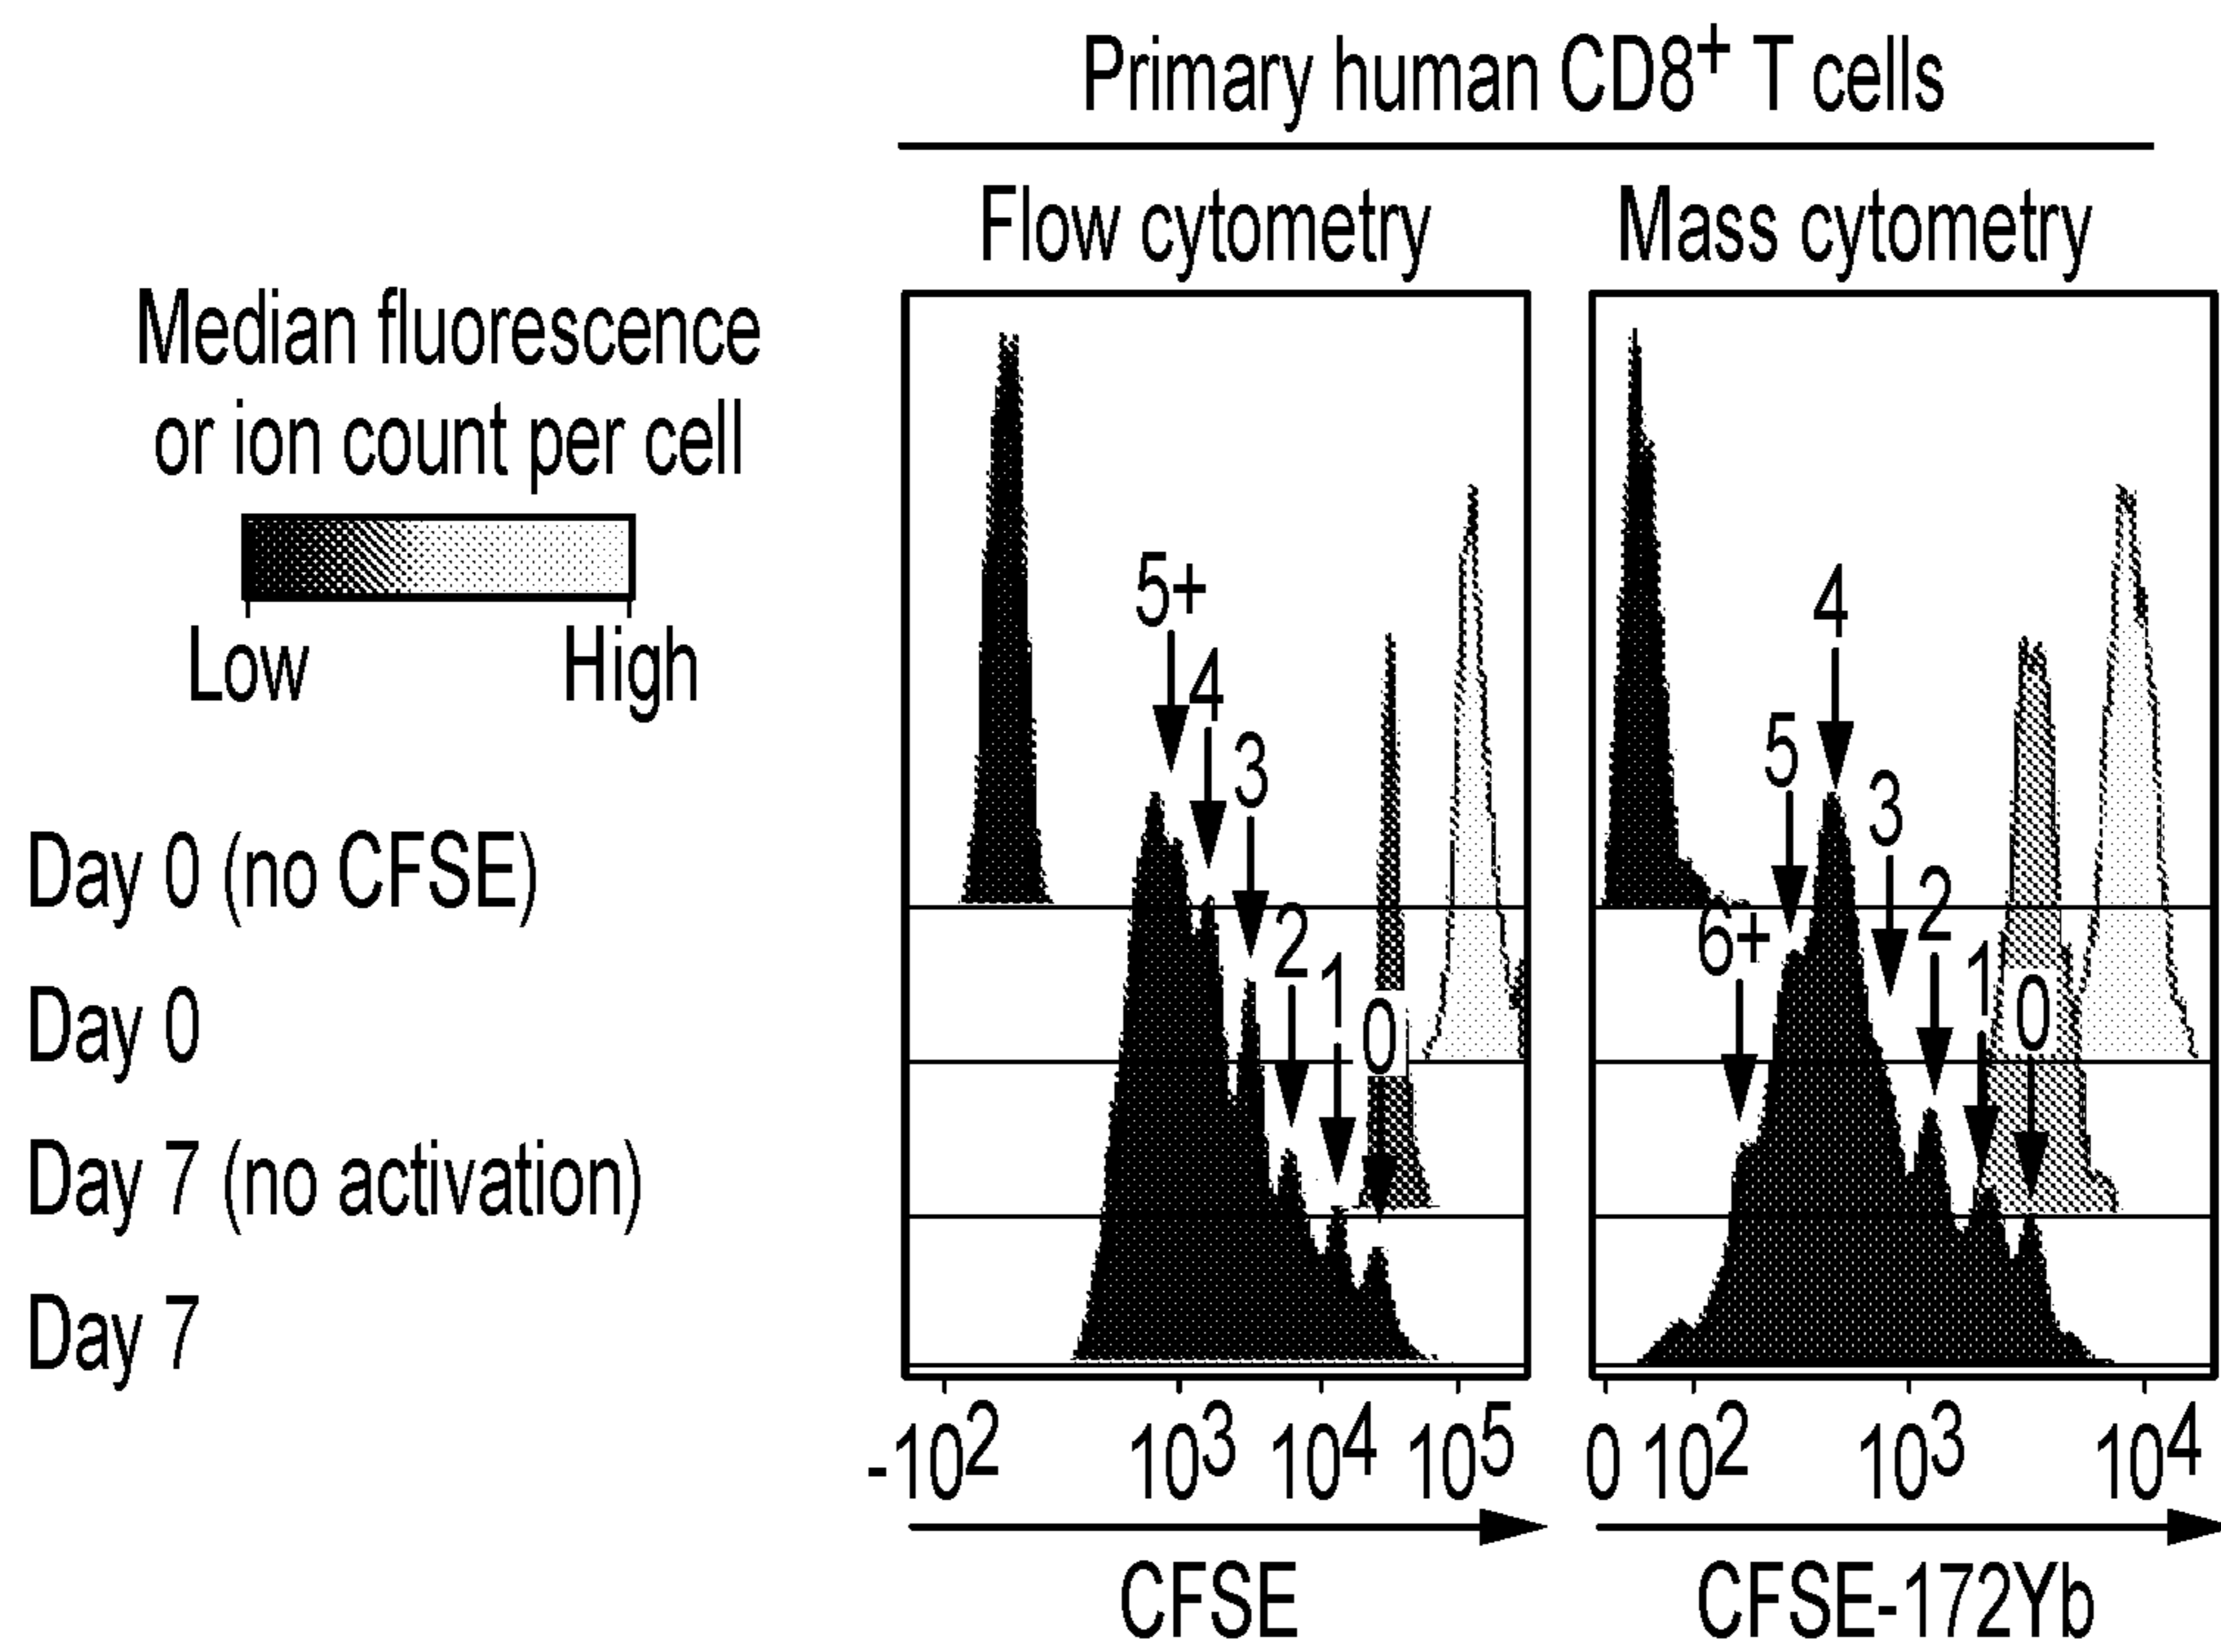 Primary human CD8+ T cells
Flow cytometry
Mass cytometry
Median fluorescence
or ion count per cell
Low
High
Day 0 (no CFSE)
Day 0
Day 7 (no activation)
Day 7
5+
4
3
2
1
0
6+
5
4
3
2
1
0
-10²
10³
10⁴
10⁵
0
10²
10³
10⁴
CFSE
CFSE-172Yb